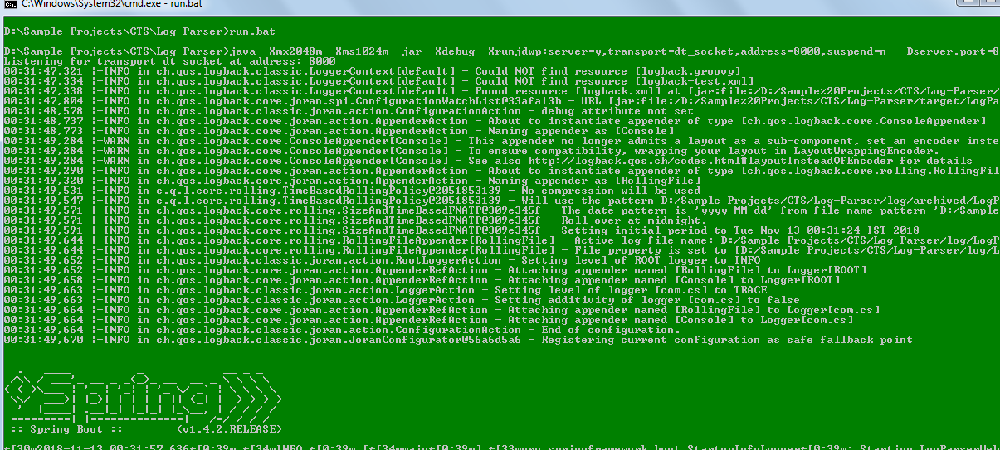 C:\Windows\System32\cmd.exe - run.bat
D:\Sample Projects\CTS\Log-Parser>run.bat
D:\Sample Projects\CTS\Log-Parser>java -Xmx2048m -Xms1024m -jar -Xdebug -Xrunjdwp:server=y,transport=dt_socket,address=8000,suspend=n -Dserver.port=8
Listening for transport dt_socket at address: 8000
00:31:47,321 |-INFO in ch.qos.logback.classic.LoggerContext[default] - Could NOT find resource [logback.groovy]
00:31:47,334 |-INFO in ch.qos.logback.classic.LoggerContext[default] - Could NOT find resource [logback-test.xml]
00:31:47,338 |-INFO in ch.qos.logback.classic.LoggerContext[default] - Found resource [logback.xml] at [jar:file:/D:/Sample%20Projects/CTS/Log-Parser/
00:31:47,804 |-INFO in ch.qos.logback.core.joran.spi.ConfigurationWatchList@33afa13b - URL [jar:file:/D:/Sample%20Projects/CTS/Log-Parser/target/LogPa
00:31:48,578 |-INFO in ch.qos.logback.classic.joran.action.ConfigurationAction - debug attribute not set
00:31:48,737 |-INFO in ch.qos.logback.core.joran.action.AppenderAction - About to instantiate appender of type [ch.qos.logback.core.ConsoleAppender]
00:31:48,773 |-INFO in ch.qos.logback.core.joran.action.AppenderAction - Naming appender as [Console]
00:31:49,284 |-WARN in ch.qos.logback.core.ConsoleAppender[Console] - This appender no longer admits a layout as a sub-component, set an encoder inste
00:31:49,284 |-WARN in ch.qos.logback.core.ConsoleAppender[Console] - To ensure compatibility, wrapping your layout in LayoutWrappingEncoder.
00:31:49,284 |-WARN in ch.qos.logback.core.ConsoleAppender[Console] - See also http://logback.qos.ch/codes.html#layoutInsteadOfEncoder for details
00:31:49,290 |-INFO in ch.qos.logback.core.joran.action.AppenderAction - About to instantiate appender of type [ch.qos.logback.core.rolling.RollingFil
00:31:49,320 |-INFO in ch.qos.logback.core.joran.action.AppenderAction - Naming appender as [RollingFile]
00:31:49,531 |-INFO in c.q.l.core.rolling.TimeBasedRollingPolicy@2051853139 - No compression will be used
00:31:49,547 |-INFO in c.q.l.core.rolling.TimeBasedRollingPolicy@2051853139 - Will use the pattern D:/Sample Projects/CTS/Log-Parser/log/archived/LogP
00:31:49,571 |-INFO in ch.qos.logback.core.rolling.SizeAndTimeBasedFNATP@309e345f - The date pattern is 'yyyy-MM-dd' from file name pattern 'D:/Sample
00:31:49,571 |-INFO in ch.qos.logback.core.rolling.SizeAndTimeBasedFNATP@309e345f - Roll-over at midnight.
00:31:49,591 |-INFO in ch.qos.logback.core.rolling.SizeAndTimeBasedFNATP@309e345f - Setting initial period to Tue Nov 13 00:31:24 IST 2018
00:31:49,644 |-INFO in ch.qos.logback.core.rolling.RollingFileAppender[RollingFile] - Active log file name: D:/Sample Projects/CTS/Log-Parser/log/LogP
00:31:49,644 |-INFO in ch.qos.logback.core.rolling.RollingFileAppender[RollingFile] - File property is set to [D:/Sample Projects/CTS/Log-Parser/log/L
00:31:49,652 |-INFO in ch.qos.logback.classic.joran.action.RootLoggerAction - Setting level of ROOT logger to INFO
00:31:49,652 |-INFO in ch.qos.logback.core.joran.action.AppenderRefAction - Attaching appender named [RollingFile] to Logger[ROOT]
00:31:49,658 |-INFO in ch.qos.logback.core.joran.action.AppenderRefAction - Attaching appender named [Console] to Logger[ROOT]
00:31:49,663 |-INFO in ch.qos.logback.classic.joran.action.LoggerAction - Setting level of logger [com.cs] to TRACE
00:31:49,663 |-INFO in ch.qos.logback.classic.joran.action.LoggerAction - Setting additivity of logger [com.cs] to false
00:31:49,664 |-INFO in ch.qos.logback.core.joran.action.AppenderRefAction - Attaching appender named [RollingFile] to Logger[com.cs]
00:31:49,664 |-INFO in ch.qos.logback.core.joran.action.AppenderRefAction - Attaching appender named [Console] to Logger[com.cs]
00:31:49,664 |-INFO in ch.qos.logback.classic.joran.action.ConfigurationAction - End of configuration.
00:31:49,670 |-INFO in ch.qos.logback.classic.joran.JoranConfigurator@56a6d5a6 - Registering current configuration as safe fallback point
Spring
:: Spring Boot :: (v1.4.2.RELEASE)
←[30m2018-11-13 00:31:57,636←[0;39m ←[34mINFO ←[0;39m [←[34mmain←[0;39m] ←[33morg.springframework.boot.StartupInfoLogger←[0;39m: Starting LogParserWeb